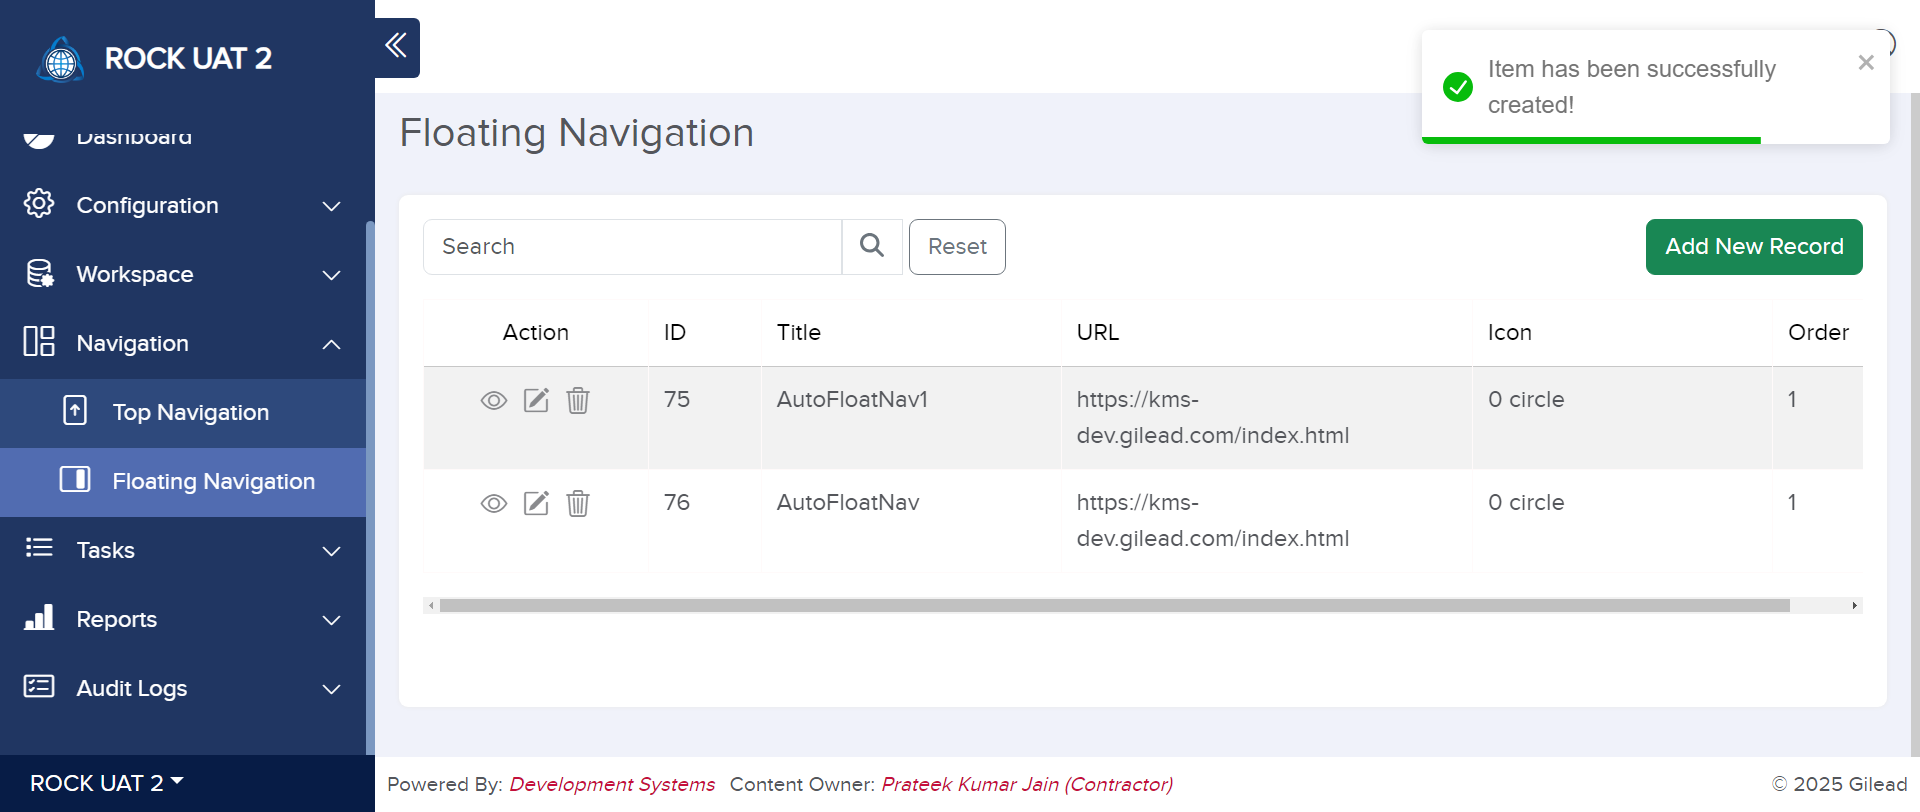 ROCK UAT 2
Dashboard
Configuration
Workspace
Navigation
Top Navigation
Floating Navigation
Tasks
Reports
Audit Logs
ROCK UAT 2
Item has been successfully
created!
Floating Navigation
Search
Reset
Add New Record
Action ID Title URL Icon Order
75 AutoFloatNav1 https://kms-
dev.gilead.com/index.html 0 circle 1
76 AutoFloatNav https://kms-
dev.gilead.com/index.html 0 circle 1
Powered By: Development Systems Content Owner: Prateek Kumar Jain (Contractor)
© 2025 Gilead